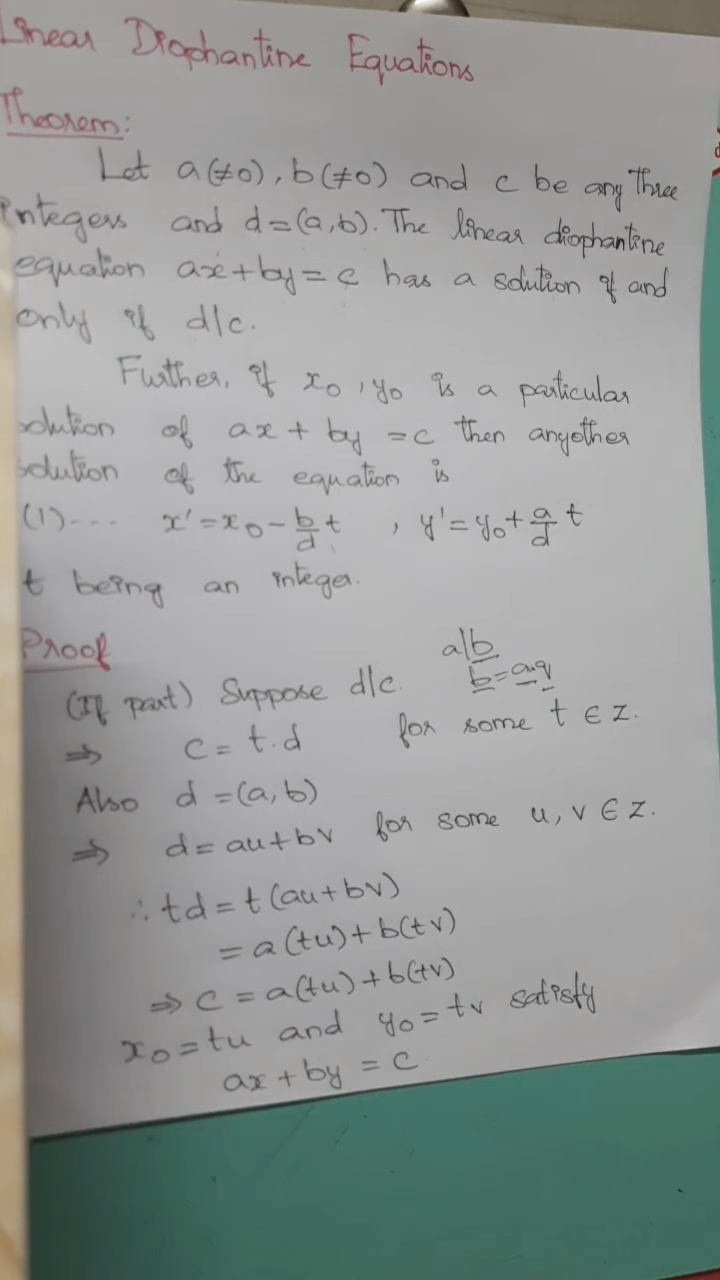 Linear Diophantine Equations
Theorem:
Let a(≠0), b(≠0) and c be any three
integers and d=(a,b). The linear diophantine
equation ax+by=c has a solution if and
only if d|c.
Further, if x₀, y₀ is a particular
solution of ax + by = c then anyother
solution of the equation is
(1)--- x'=x₀-b/d t , y'=y₀+a/d t
t being an integer.
Proof
a|b
b=a.q
(If part) Suppose d|c.
⇒ c = t.d for some t ∈ z.
Also d =(a,b)
⇒ d=au+bv for some u, v ∈ z.
∴ td = t(au+bv)
= a(tu)+b(tv)
⇒ c = a(tu)+b(tv)
x₀=tu and y₀=tv satisfy
ax+by = c.